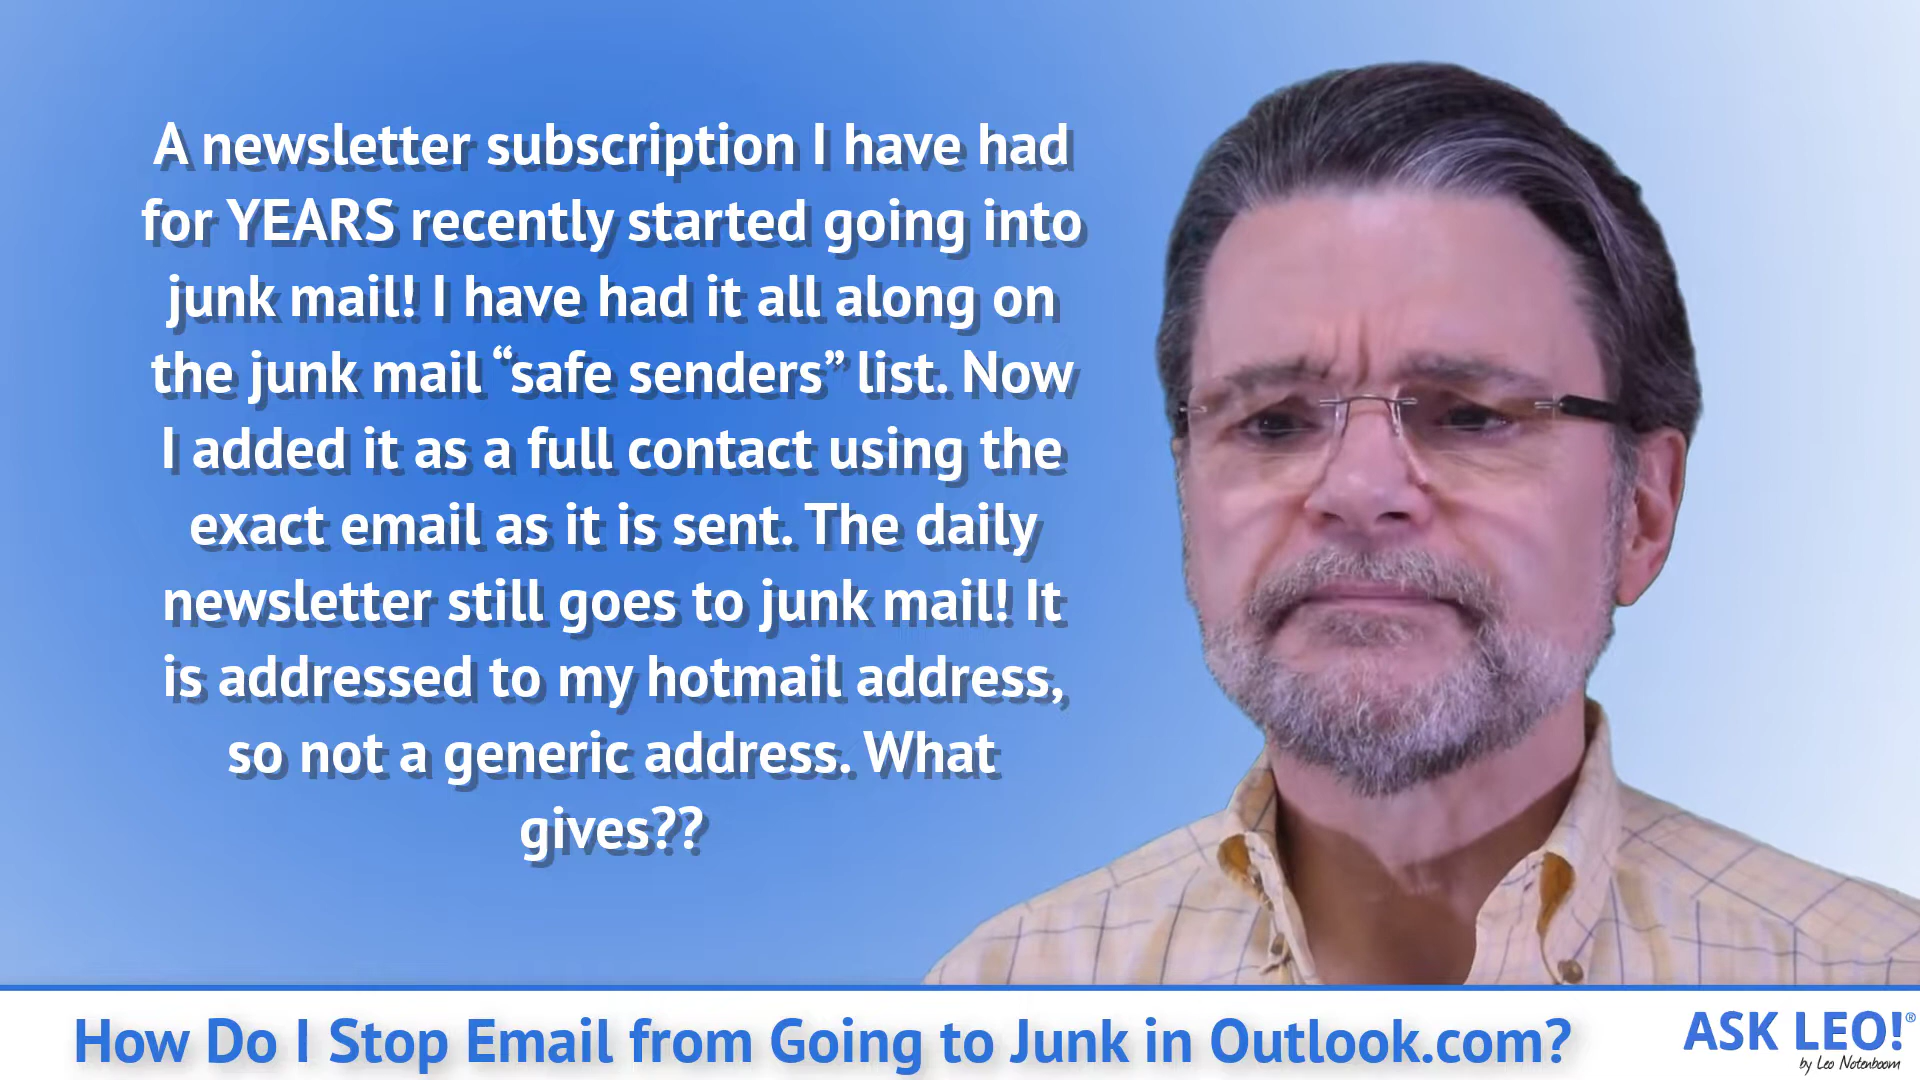 A newsletter subscription I have had
for YEARS recently started going into
junk mail! I have had it all along on
the junk mail “safe senders” list. Now
I added it as a full contact using the
exact email as it is sent. The daily
newsletter still goes to junk mail! It
is addressed to my hotmail address,
so not a generic address. What
gives??
How Do I Stop Email from Going to Junk in Outlook.com?
ASK LEO!®
by Leo Notenboom